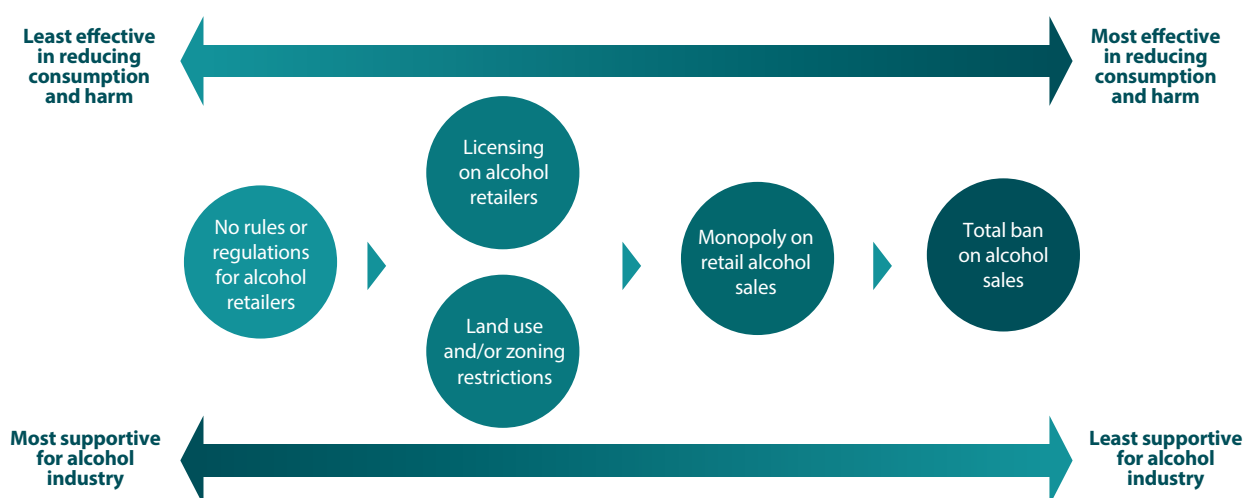 Least effective
in reducing
consumption
and harm
Most effective
in reducing
consumption
and harm
No rules or
regulations
for alcohol
retailers
Licensing
on alcohol
retailers
Land use
and/or zoning
restrictions
Monopoly on
retail alcohol
sales
Total ban
on alcohol
sales
Most supportive
for alcohol
industry
Least supportive
for alcohol
industry